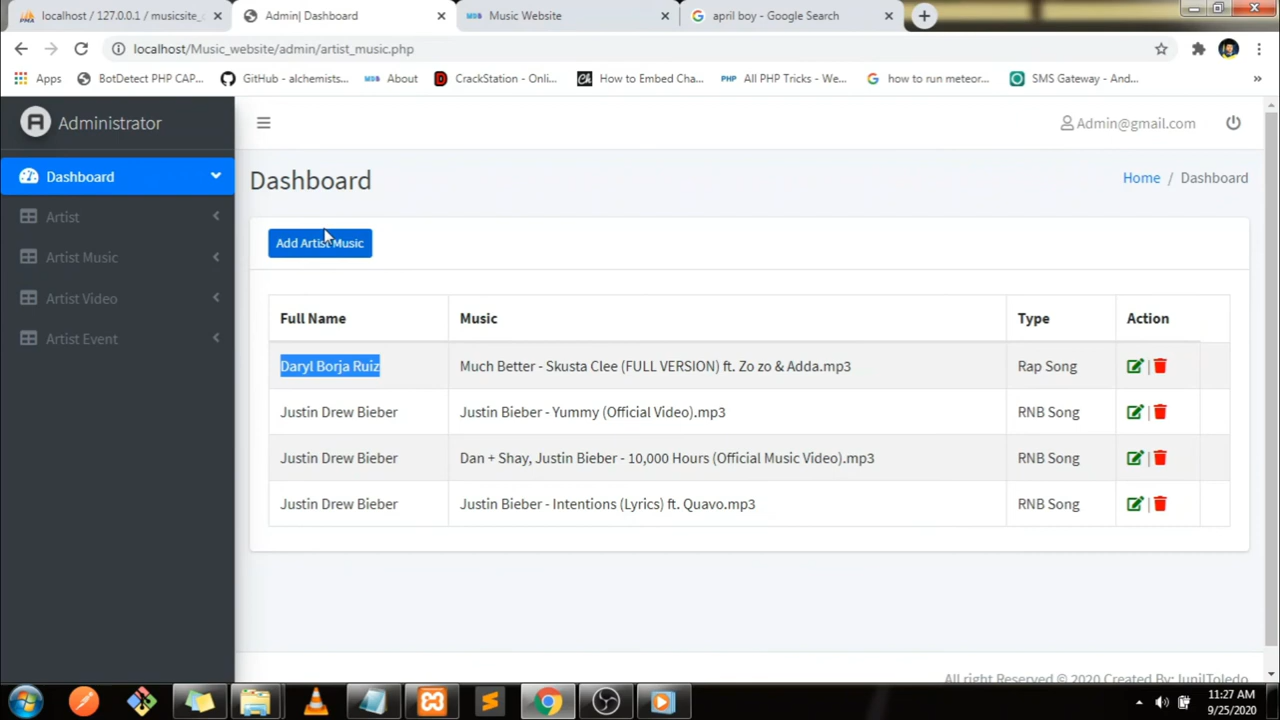 localhost / 127.0.0.1 / musicsite_
Admin| Dashboard
MDB Music Website
april boy - Google Search
localhost/Music_website/admin/artist_music.php
Apps
BotDetect PHP CAP...
GitHub - alchemists...
MDB About
CrackStation - Onli...
How to Embed Cha...
PHP All PHP Tricks - We...
how to run meteor...
SMS Gateway - And...
»
Administrator
Admin@gmail.com
Dashboard
Artist
Artist Music
Artist Video
Artist Event
Dashboard
Home / Dashboard
Add Artist Music
Full Name Music Type Action
Daryl Borja Ruiz Much Better - Skusta Clee (FULL VERSION) ft. Zo zo & Adda.mp3 Rap Song |
Justin Drew Bieber Justin Bieber - Yummy (Official Video).mp3 RNB Song |
Justin Drew Bieber Dan + Shay, Justin Bieber - 10,000 Hours (Official Music Video).mp3 RNB Song |
Justin Drew Bieber Justin Bieber - Intentions (Lyrics) ft. Quavo.mp3 RNB Song |
All right Reserved © 2020 Created By: JunilToledo
11:27 AM
9/25/2020